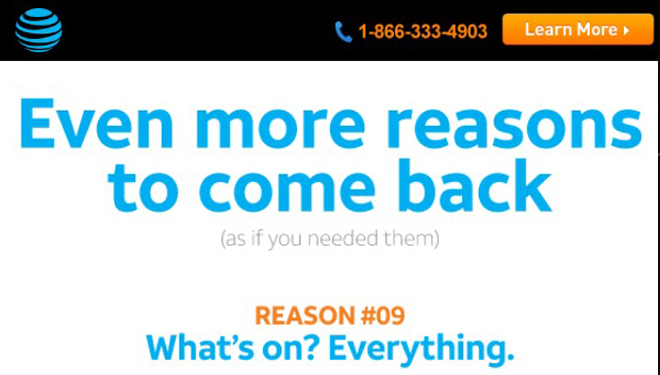 1-866-333-4903
Learn More
Even more reasons
to come back
(as if you needed them)
REASON #09
What's on? Everything.